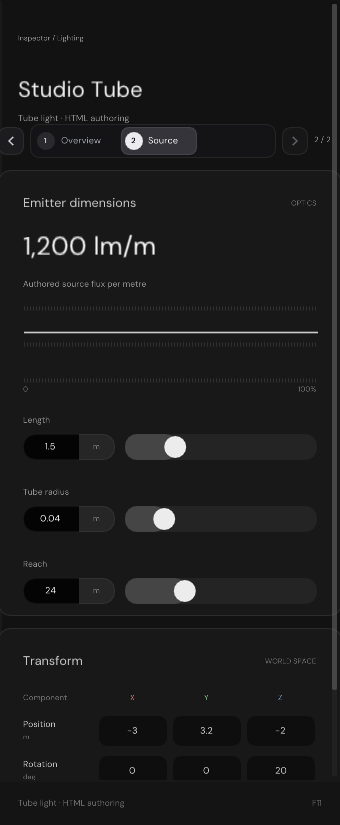 Inspector / Lighting
Studio Tube
Tube light · HTML authoring
1 Overview 2 Source 2 / 2
Emitter dimensions OPTICS
1,200 lm/m
Authored source flux per metre
0 100%
Length
1.5 m
Tube radius
0.04 m
Reach
24 m
Transform WORLD SPACE
Component X Y Z
Position -3 3.2 -2
m
Rotation 0 0 20
deg
Tube light · HTML authoring F11